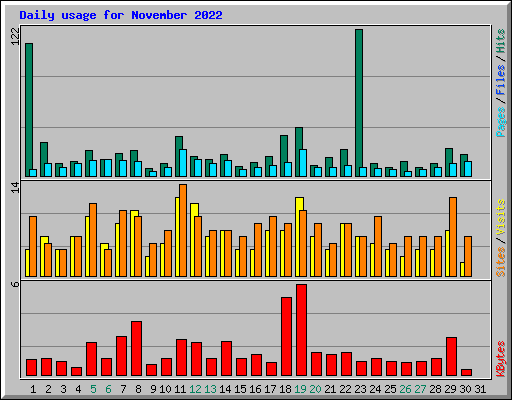 Daily usage for November 2022
122
Pages / Files / Hits
14
Sites / Visits
6
KBytes
1 2 3 4 5 6 7 8 9 10 11 12 13 14 15 16 17 18 19 20 21 22 23 24 25 26 27 28 29 30 31